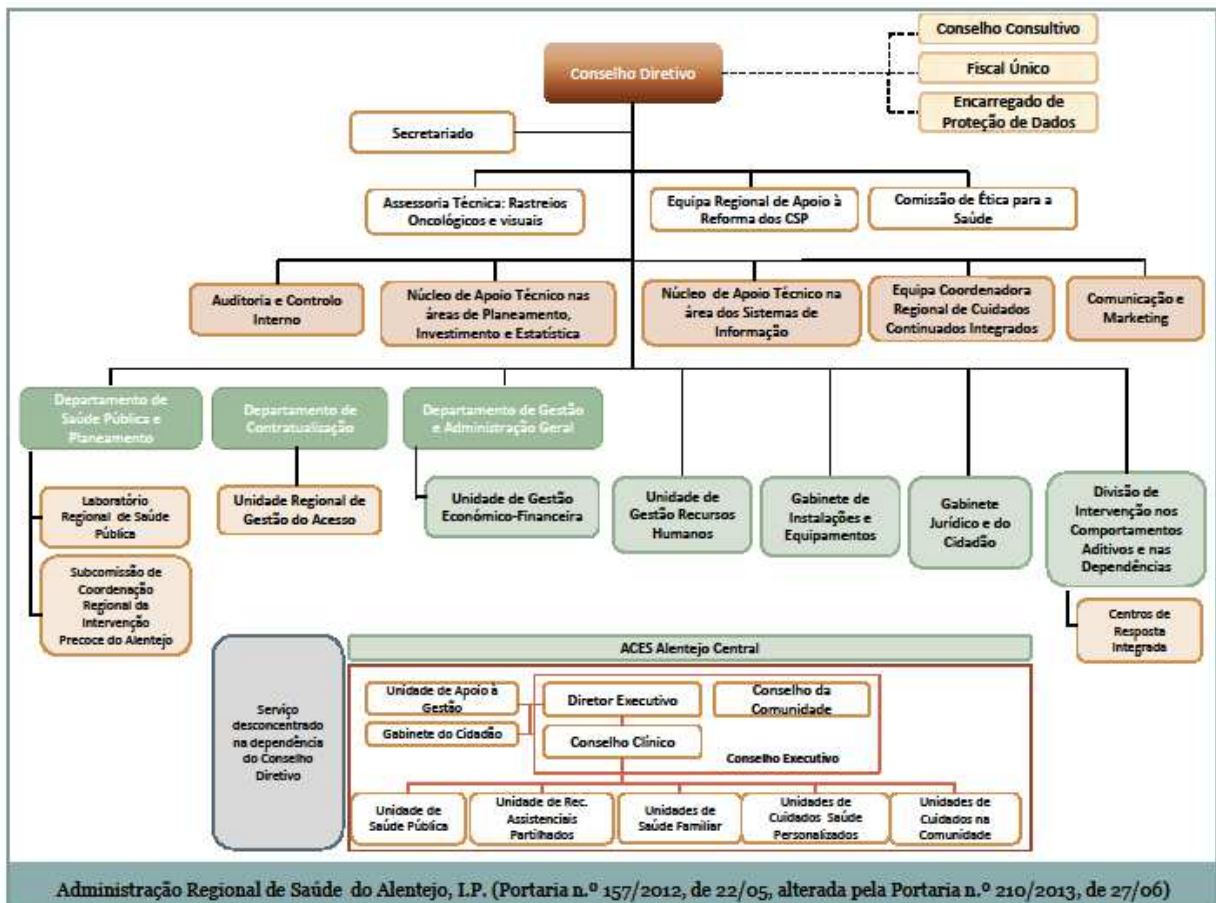 Conselho Consultivo
Conselho Diretivo
Fiscal Único
Encarregado de
Proteção de Dados
Secretariado
Assessoria Técnica: Rastreios
Oncológicos e visuais
Equipa Regional de Apoio à
Reforma dos CSP
Comissão de Ética para a
Saúde
Auditoria e Controlo
Interno
Núcleo de Apoio Técnico nas
áreas de Planeamento,
Investimento e Estatística
Núcleo de Apoio Técnico na
área dos Sistemas de
Informação
Equipa Coordenadora
Regional de Cuidados
Continuados Integrados
Comunicação e
Marketing
Departamento de
Saúde Pública e
Planeamento
Departamento de
Contratualização
Departamento de Gestão
e Administração Geral
Laboratório
Regional de Saúde
Pública
Unidade Regional de
Gestão do Acesso
Unidade de Gestão
Económico-Financeira
Unidade de
Gestão Recursos
Humanos
Gabinete de
Instalações e
Equipamentos
Gabinete
Jurídico e do
Cidadão
Divisão de
Intervenção nos
Comportamentos
Aditivos e nas
Dependências
Subcomissão de
Coordenação
Regional da
Intervenção
Precoce do Alentejo
Centros de
Resposta
Integrada
Serviço
desconcentrado
na dependência
do Conselho
Diretivo
ACES Alentejo Central
Unidade de Apoio à
Gestão
Gabinete do Cidadão
Diretor Executivo
Conselho da
Comunidade
Conselho Clínico
Conselho Executivo
Unidade de
Saúde Pública
Unidade de Rec.
Assistenciais
Partilhados
Unidades de
Saúde Familiar
Unidades de
Cuidados Saúde
Personalizados
Unidades de
Cuidados na
Comunidade
Administração Regional de Saúde do Alentejo, I.P. (Portaria n.º 157/2012, de 22/05, alterada pela Portaria n.º 210/2013, de 27/06)